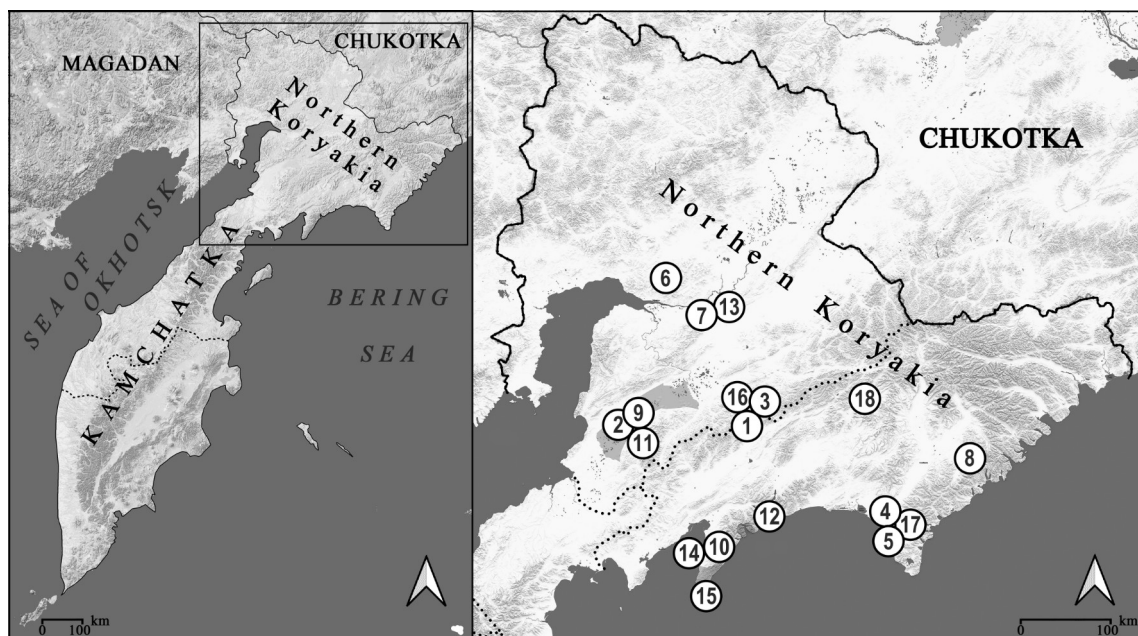 MAGADAN
CHUKOTKA
Northern
Koryakia
SEA OF
OKHOTSK
KAMCHATKA
BERING
SEA
0 100 km
CHUKOTKA
Northern Koryakia
6
7
13
16
3
1
18
9
2
11
8
12
4
17
5
14
10
15
km
0 100